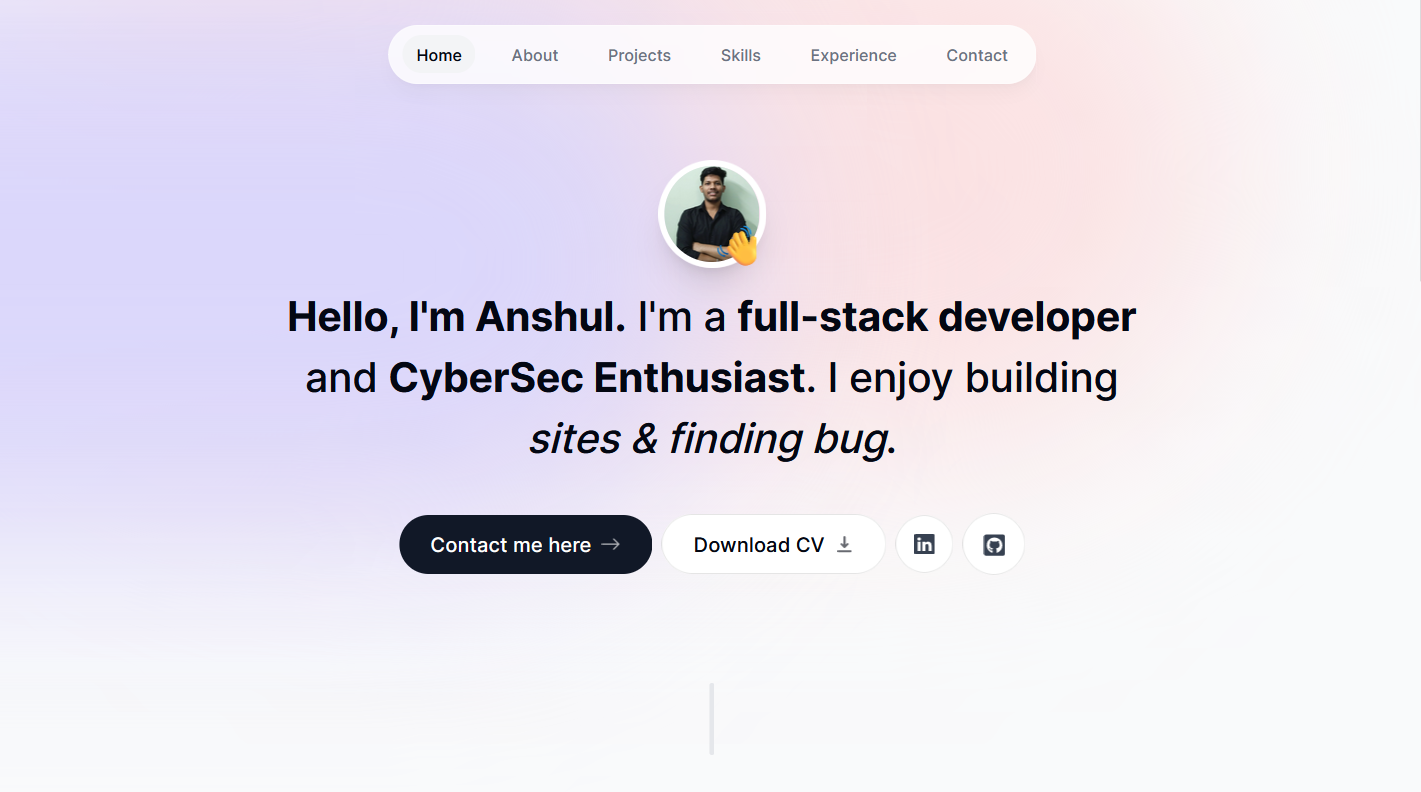 Home About Projects Skills Experience Contact
Hello, I'm Anshul. I'm a full-stack developer
and CyberSec Enthusiast. I enjoy building
sites & finding bug.
Contact me here Download CV in